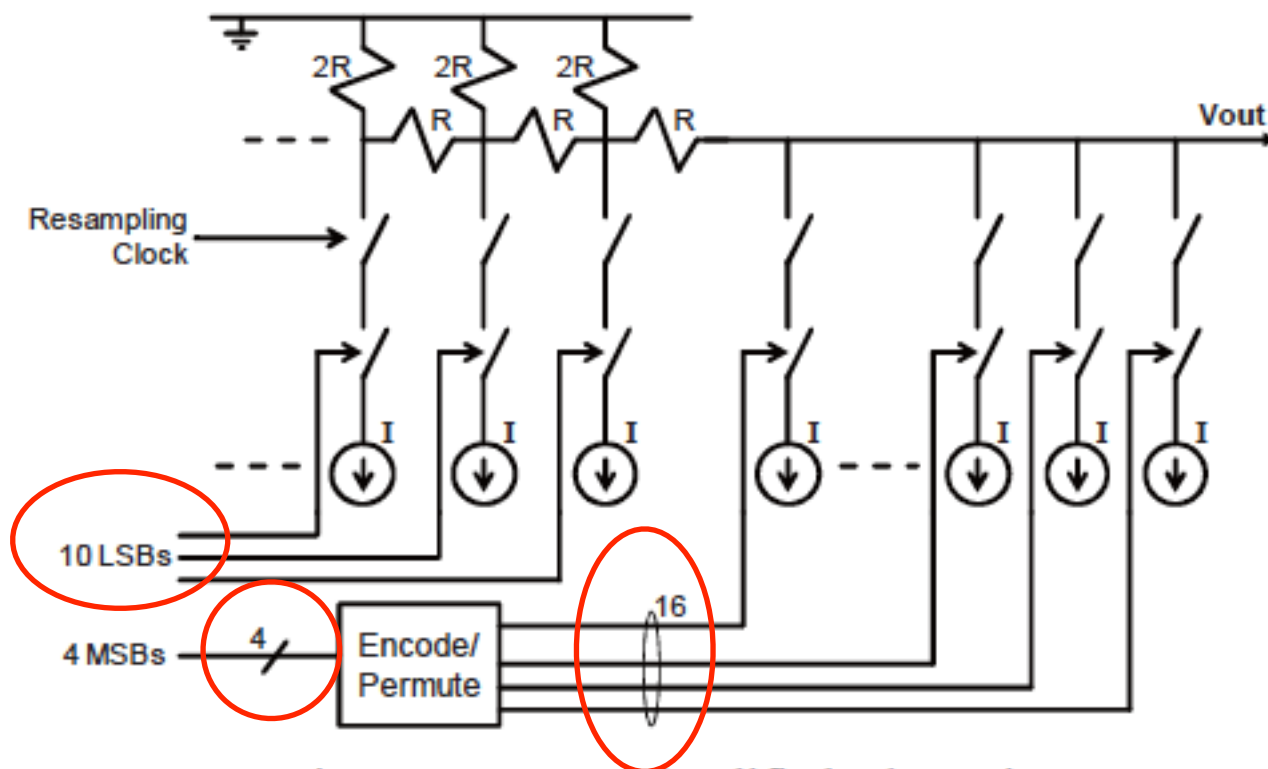 2R 2R 2R
R R R
Vout
Resampling
Clock
I I I I I I I
10 LSBs
16
4
4 MSBs
Encode/
Permute